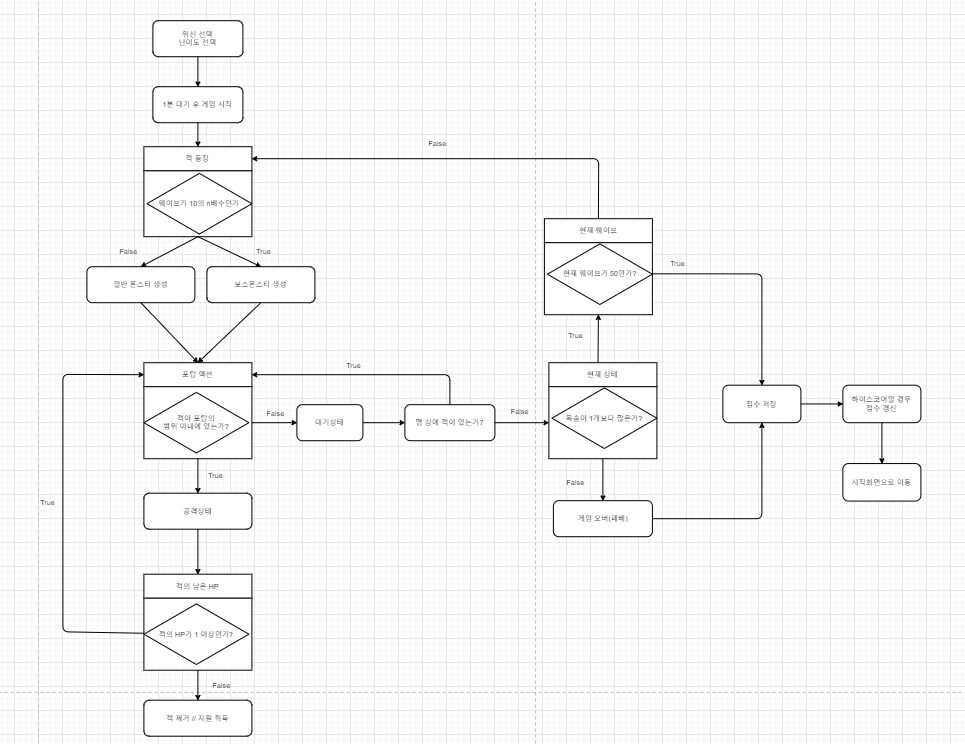 위신 선택
난이도 선택
1분 대기 후 게임 시작
False
적 등장
웨이브가 10의 n배수인가
False
True
일반 몬스터 생성
보스몬스터 생성
현재 웨이브
현재 웨이브가 50인가?
True
True
True
포탑 액션
적이 포탑의
범위 이내에 있는가?
False
대기상태
맵 상에 적이 있는가?
False
현재 상태
목숨이 1개보다 많은가?
점수 저장
하이스코어일 경우
점수 갱신
True
False
시작화면으로 이동
True
공격상태
게임 오버(패배)
적의 남은 HP
적의 HP가 1 이상인가?
False
적 제거 // 자원 획득